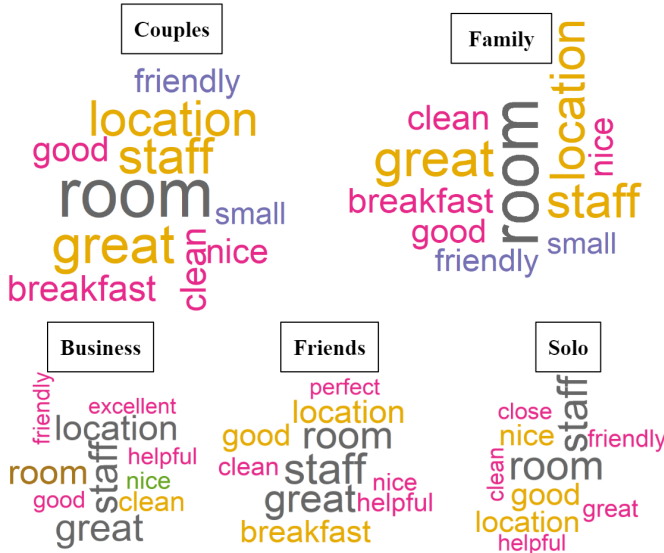 Couples
friendly
location
good
staff
room
small
great
clean
nice
breakfast
Family
location
clean
room
nice
great
breakfast
staff
good
small
friendly
Business
friendly
excellent
location
staff
helpful
room
nice
good
clean
great
Friends
perfect
location
good
room
clean
staff
nice
great
helpful
breakfast
Solo
staff
close
nice
friendly
clean
room
good
great
location
helpful